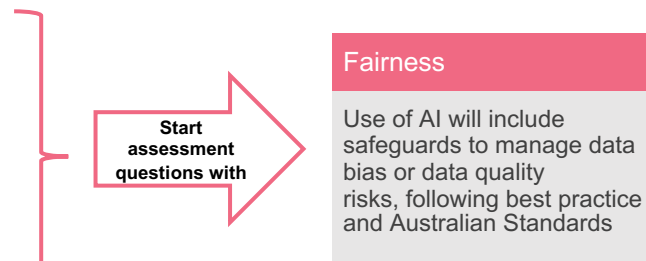 Start
assessment
questions with
Fairness
Use of AI will include
safeguards to manage data
bias or data quality
risks, following best practice
and Australian Standards